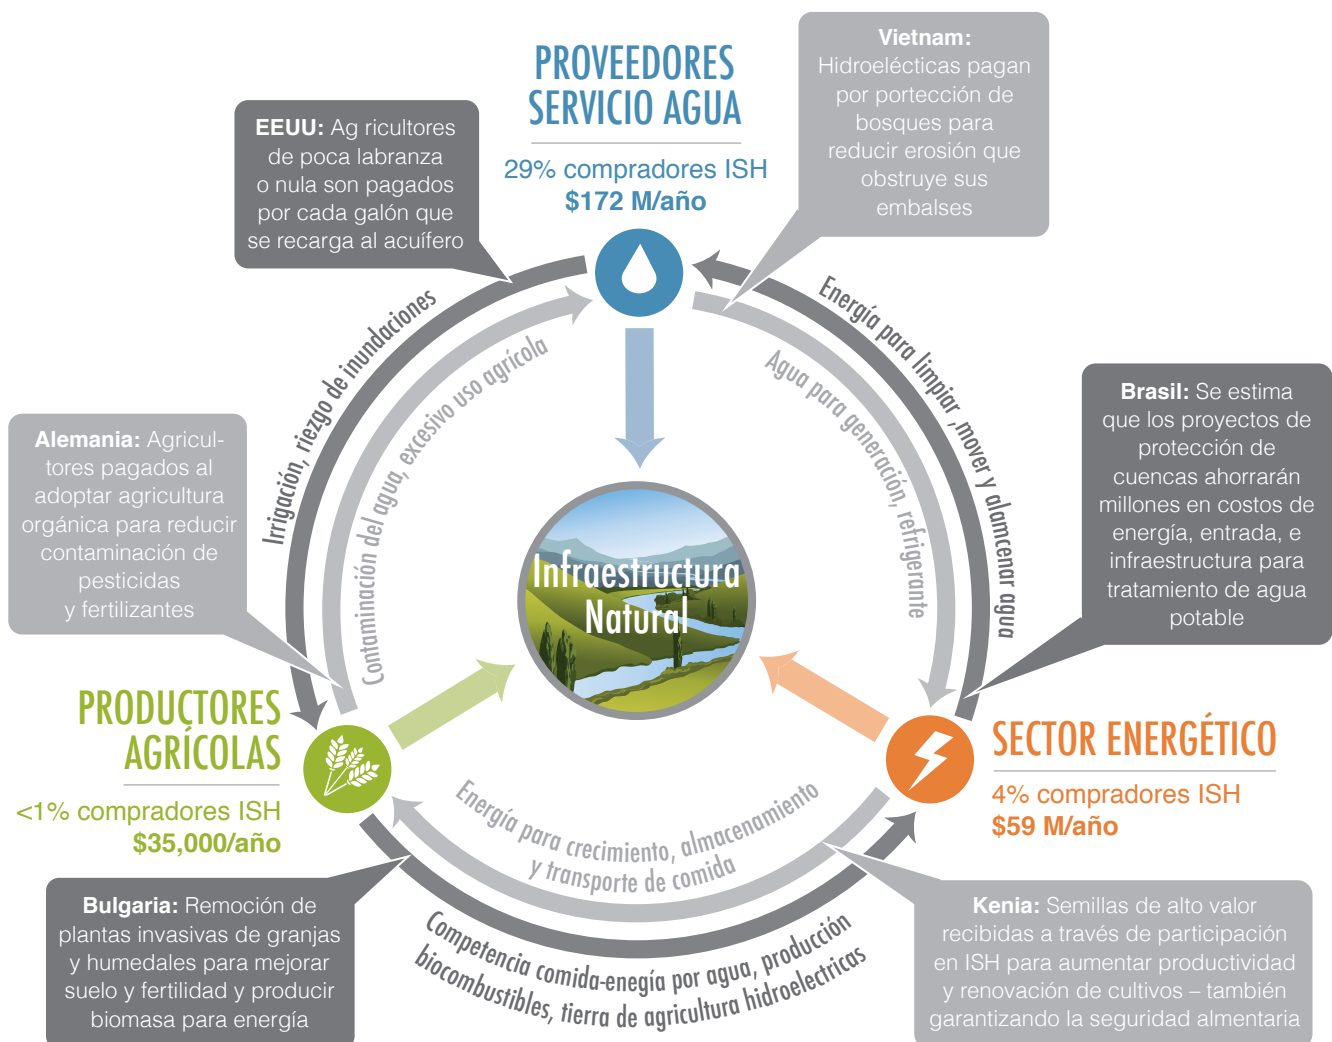 PROVEEDORES
SERVICIO AGUA
29% compradores ISH
$172 M/año
EEUU: Ag ricultores
de poca labranza
o nula son pagados
por cada galón que
se recarga al acuífero
Vietnam:
Hidroelécticas pagan
por portección de
bosques para
reducir erosión que
obstruye sus
embalses
Irrigación, riezgo de inundaciones
Contaminación del agua, excesivo uso agrícola
Energía para limpiar ,mover y alamcenar agua
Agua para generación, refrigerante
Alemania: Agricul-
tores pagados al
adoptar agricultura
orgánica para reducir
contaminación de
pesticidas
y fertilizantes
Brasil: Se estima
que los proyectos de
protección de
cuencas ahorrarán
millones en costos de
energía, entrada, e
infraestructura para
tratamiento de agua
potable
Infraestructura
Natural
PRODUCTORES
AGRÍCOLAS
<1% compradores ISH
$35,000/año
SECTOR ENERGÉTICO
4% compradores ISH
$59 M/año
Energía para crecimiento, almacenamiento
y transporte de comida
Competencia comida-enegía por agua, producción
biocombustibles, tierra de agricultura hidroelectricas
Bulgaria: Remoción de
plantas invasivas de granjas
y humedales para mejorar
suelo y fertilidad y producir
biomasa para energía
Kenia: Semillas de alto valor
recibidas a través de participación
en ISH para aumentar productividad
y renovación de cultivos – también
garantizando la seguridad almentaria